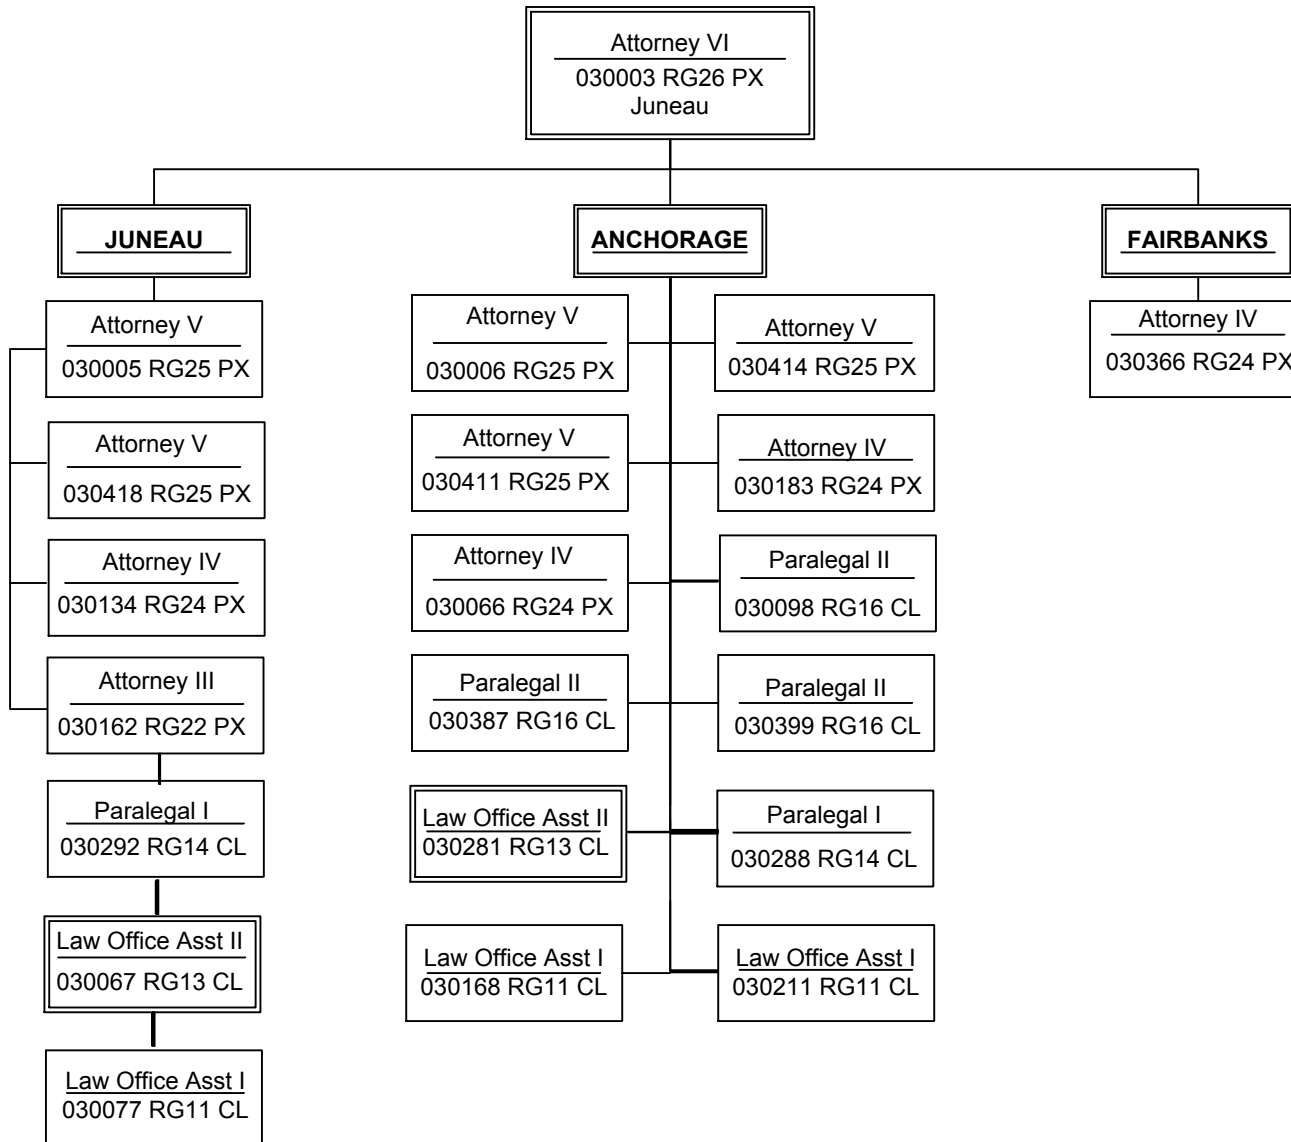 Attorney VI
030003 RG26 PX
Juneau
JUNEAU
Attorney V
030005 RG25 PX
Attorney V
030418 RG25 PX
Attorney IV
030134 RG24 PX
Attorney III
030162 RG22 PX
Paralegal I
030292 RG14 CL
Law Office Asst II
030067 RG13 CL
Law Office Asst I
030077 RG11 CL
ANCHORAGE
Attorney V
030006 RG25 PX
Attorney V
030414 RG25 PX
Attorney V
030411 RG25 PX
Attorney IV
030183 RG24 PX
Attorney IV
030066 RG24 PX
Paralegal II
030098 RG16 CL
Paralegal II
030387 RG16 CL
Paralegal II
030399 RG16 CL
Law Office Asst II
030281 RG13 CL
Paralegal I
030288 RG14 CL
Law Office Asst I
030168 RG11 CL
Law Office Asst I
030211 RG11 CL
FAIRBANKS
Attorney IV
030366 RG24 PX